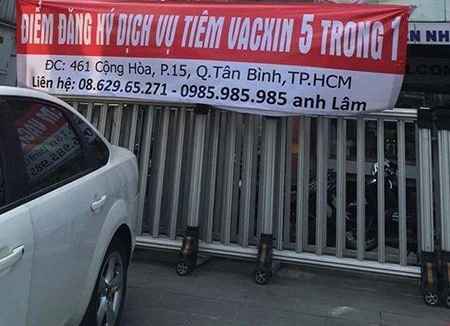 ĐIỂM ĐĂNG KÝ DỊCH VỤ TIÊM VACXIN 5 TRONG 1
ĐC: 461 Cộng Hòa, P.15, Q.Tân Bình,TP.HCM
Liên hệ: 08.629.65.271 - 0985.985.985 anh Lâm